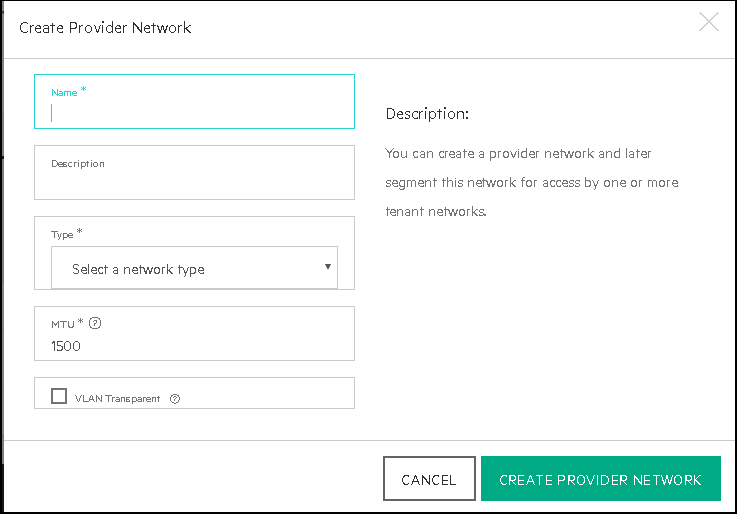 Create Provider Network
Name *
Description
Type *
Select a network type
MTU * ?
1500
VLAN Transparent ?
Description:
You can create a provider network and later
segment this network for access by one or more
tenant networks.
CANCEL
CREATE PROVIDER NETWORK